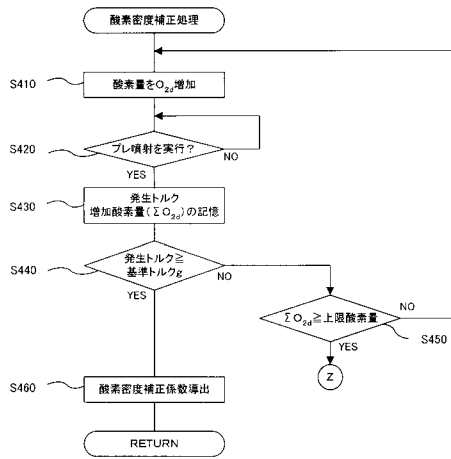 酸素密度補正処理
S410
酸素量をO2d増加
S420
プレ噴射を実行？
NO
YES
S430
発生トルク
増加酸素量(ΣO2d)の記憶
S440
発生トルク≧
基準トルクg
NO
YES
ΣO2d≧上限酸素量
NO
S450
YES
Z
S460
酸素密度補正係数導出
RETURN